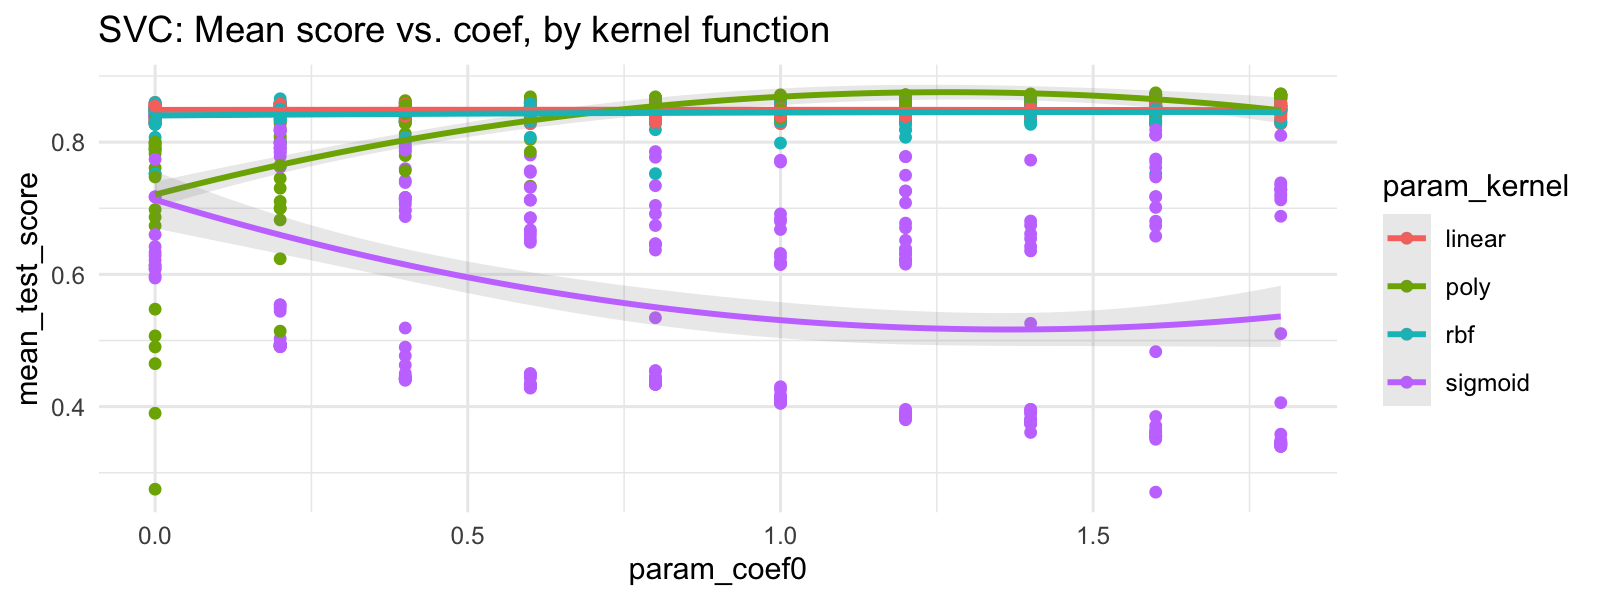 SVC: Mean score vs. coef, by kernel function
mean_test_score
0.8
0.6
0.4
0.0
0.5
1.0
1.5
param_coef0
param_kernel
linear
poly
rbf
sigmoid